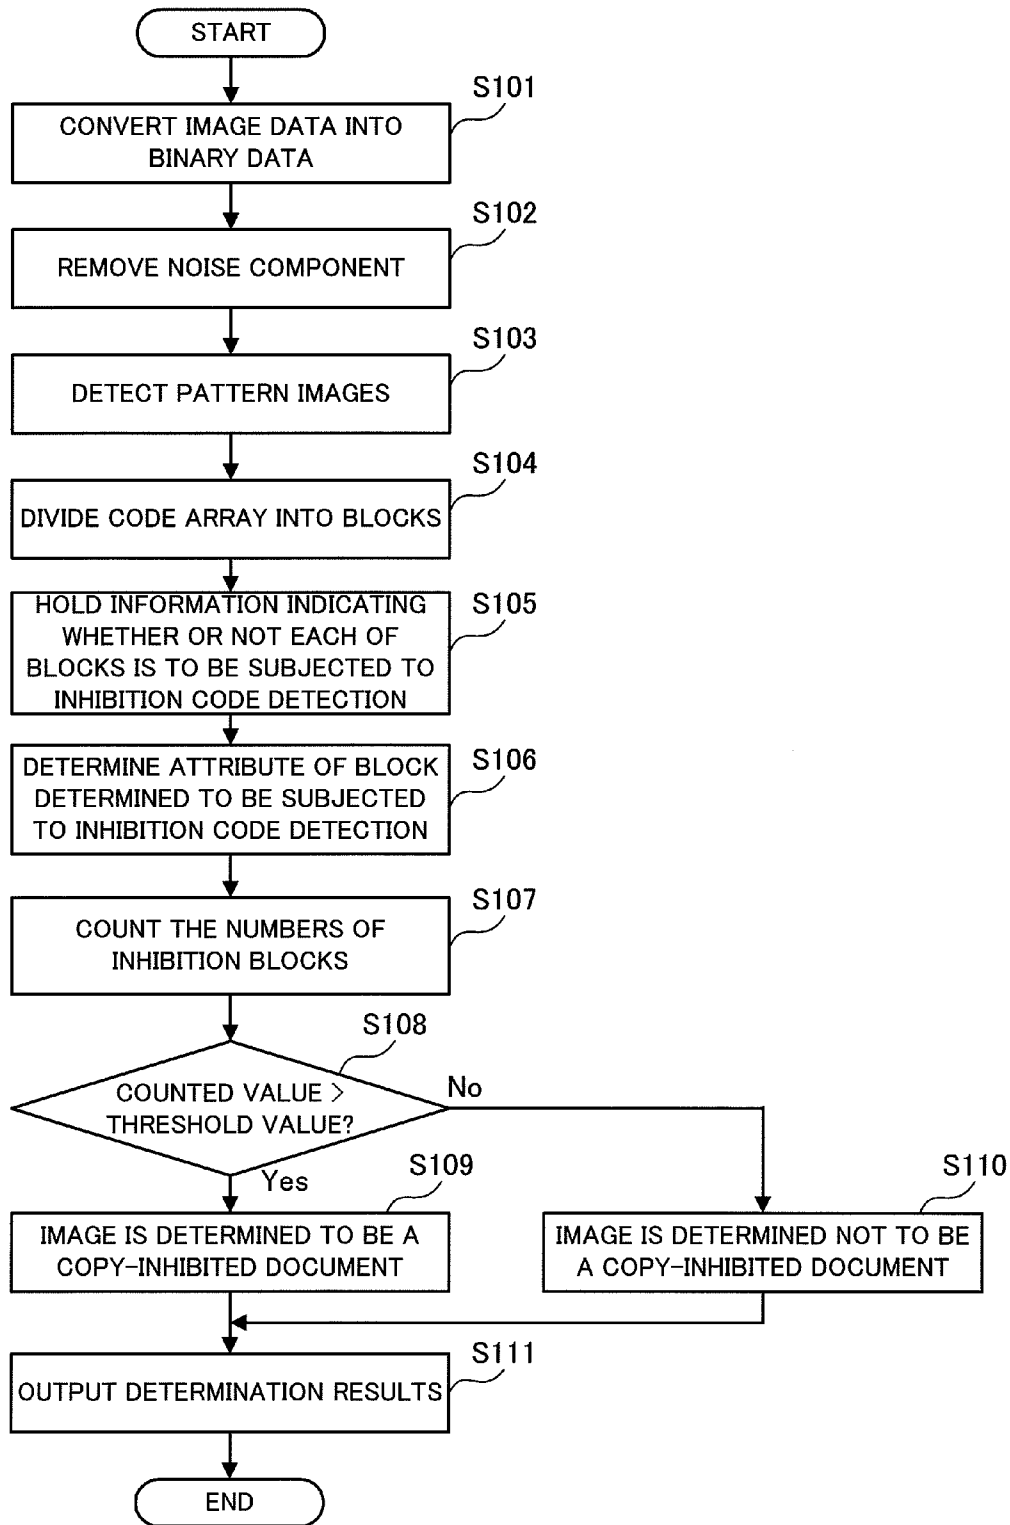 START
S101
CONVERT IMAGE DATA INTO
BINARY DATA
S102
REMOVE NOISE COMPONENT
S103
DETECT PATTERN IMAGES
S104
DIVIDE CODE ARRAY INTO BLOCKS
S105
HOLD INFORMATION INDICATING
WHETHER OR NOT EACH OF
BLOCKS IS TO BE SUBJECTED TO
INHIBITION CODE DETECTION
S106
DETERMINE ATTRIBUTE OF BLOCK
DETERMINED TO BE SUBJECTED
TO INHIBITION CODE DETECTION
S107
COUNT THE NUMBERS OF
INHIBITION BLOCKS
S108
COUNTED VALUE >
THRESHOLD VALUE?
No
Yes
S109
IMAGE IS DETERMINED TO BE A
COPY-INHIBITED DOCUMENT
S110
IMAGE IS DETERMINED NOT TO BE
A COPY-INHIBITED DOCUMENT
S111
OUTPUT DETERMINATION RESULTS
END